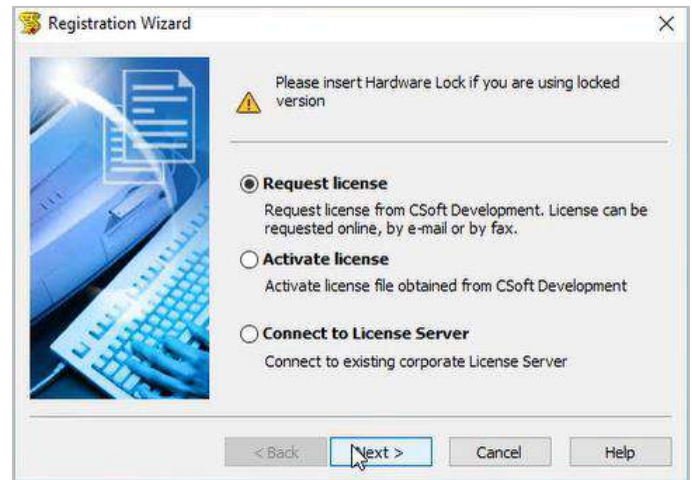 Registration Wizard
Please insert Hardware Lock if you are using locked
version
Request license
Request license from CSoft Development. License can be
requested online, by e-mail or by fax.
Activate license
Activate license file obtained from CSoft Development
Connect to License Server
Connect to existing corporate License Server
< Back Next > Cancel Help